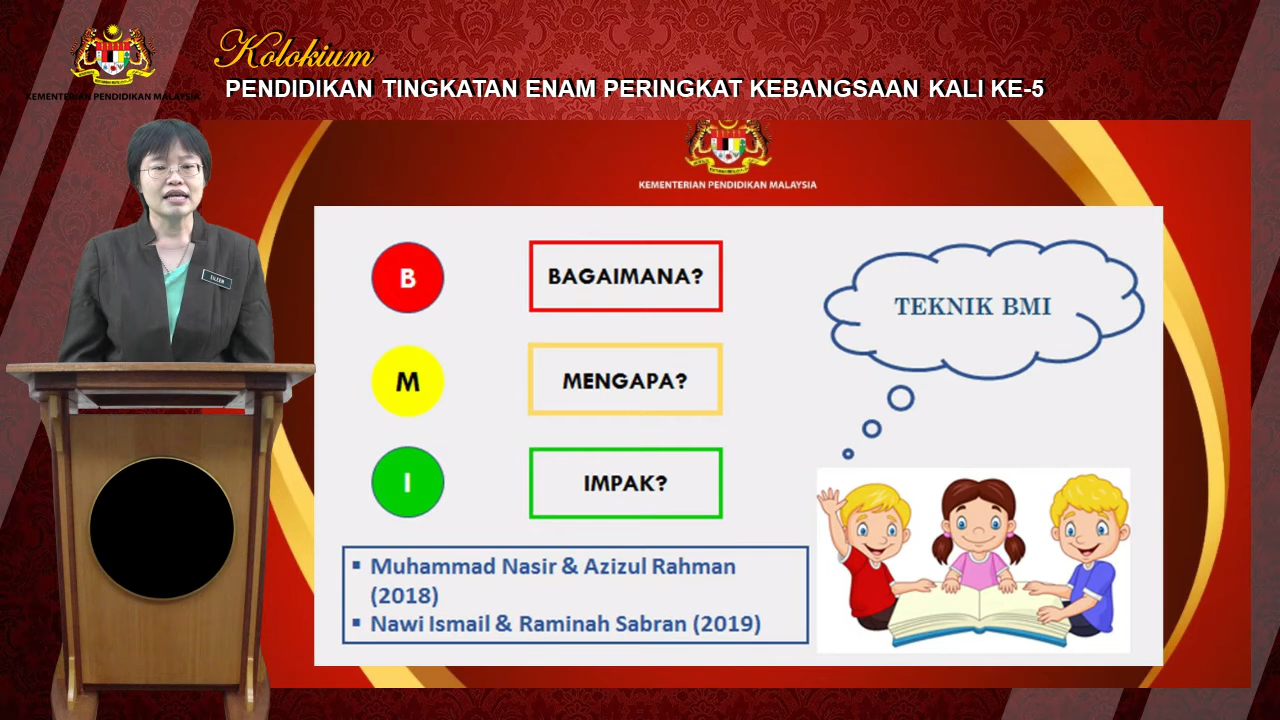 Kolokium
PENDIDIKAN TINGKATAN ENAM PERINGKAT KEBANGSAAN KALI KE-5
KEMENTERIAN PENDIDIKAN MALAYSIA
KEMENTERIAN PENDIDIKAN MALAYSIA
EILEEN
B
BAGAIMANA?
M
MENGAPA?
I
IMPAK?
TEKNIK BMI
▪ Muhammad Nasir & Azizul Rahman
(2018)
▪ Nawi Ismail & Raminah Sabran (2019)